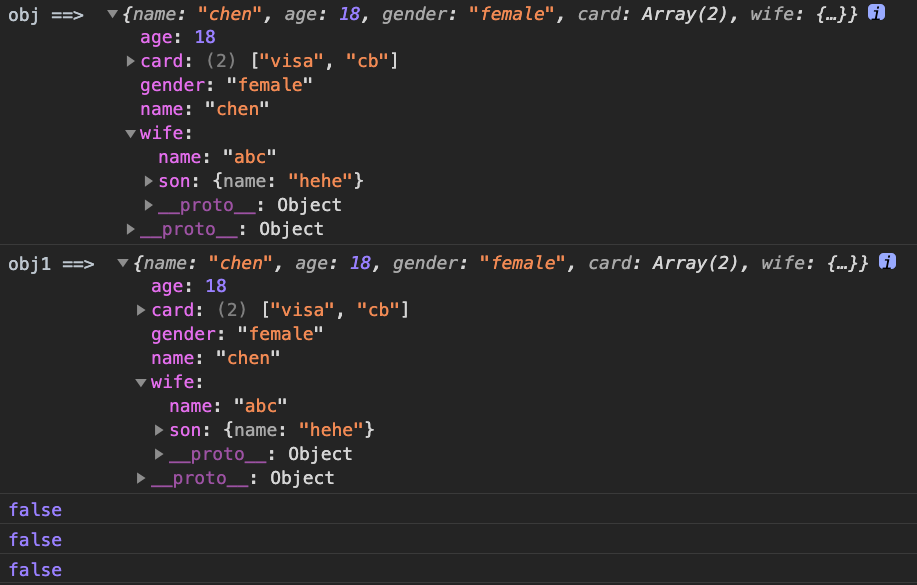 obj ==> ▼{name: "chen", age: 18, gender: "female", card: Array(2), wife: {…}} i
age: 18
▶card: (2) ["visa", "cb"]
gender: "female"
name: "chen"
▼wife:
name: "abc"
▶son: {name: "hehe"}
▶__proto__: Object
▶__proto__: Object
obj1 ==> ▼{name: "chen", age: 18, gender: "female", card: Array(2), wife: {…}} i
age: 18
▶card: (2) ["visa", "cb"]
gender: "female"
name: "chen"
▼wife:
name: "abc"
▶son: {name: "hehe"}
▶__proto__: Object
▶__proto__: Object
false
false
false